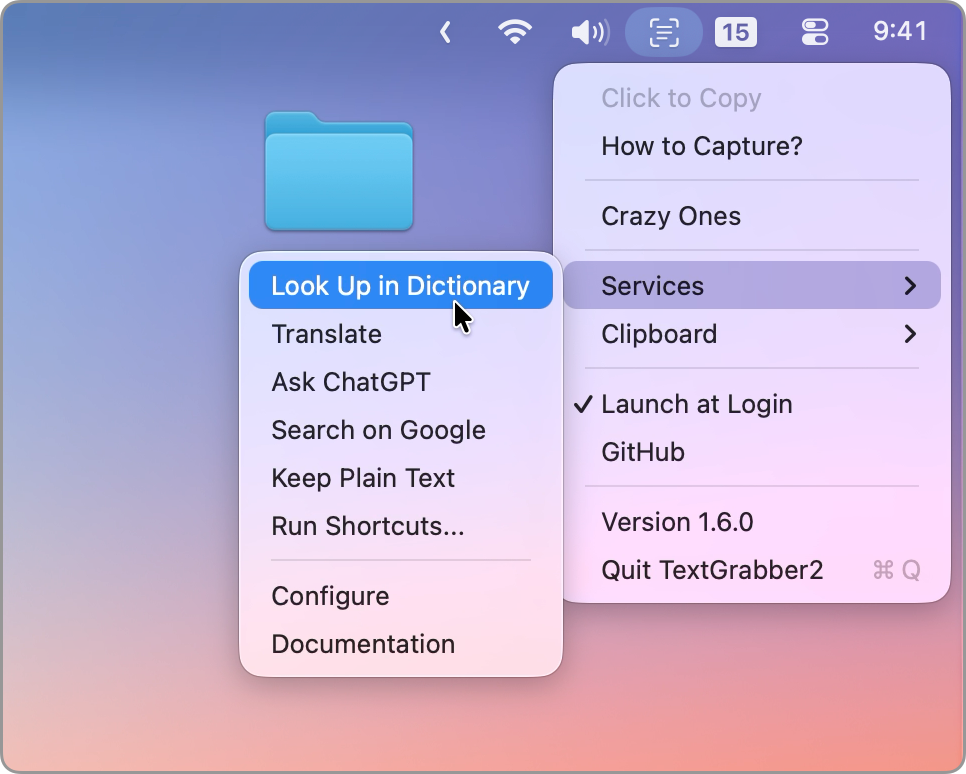 15
9:41
Click to Copy
How to Capture?
Crazy Ones
Services
Clipboard
Launch at Login
GitHub
Version 1.6.0
Quit TextGrabber2 ⌘ Q
Look Up in Dictionary
Translate
Ask ChatGPT
Search on Google
Keep Plain Text
Run Shortcuts...
Configure
Documentation